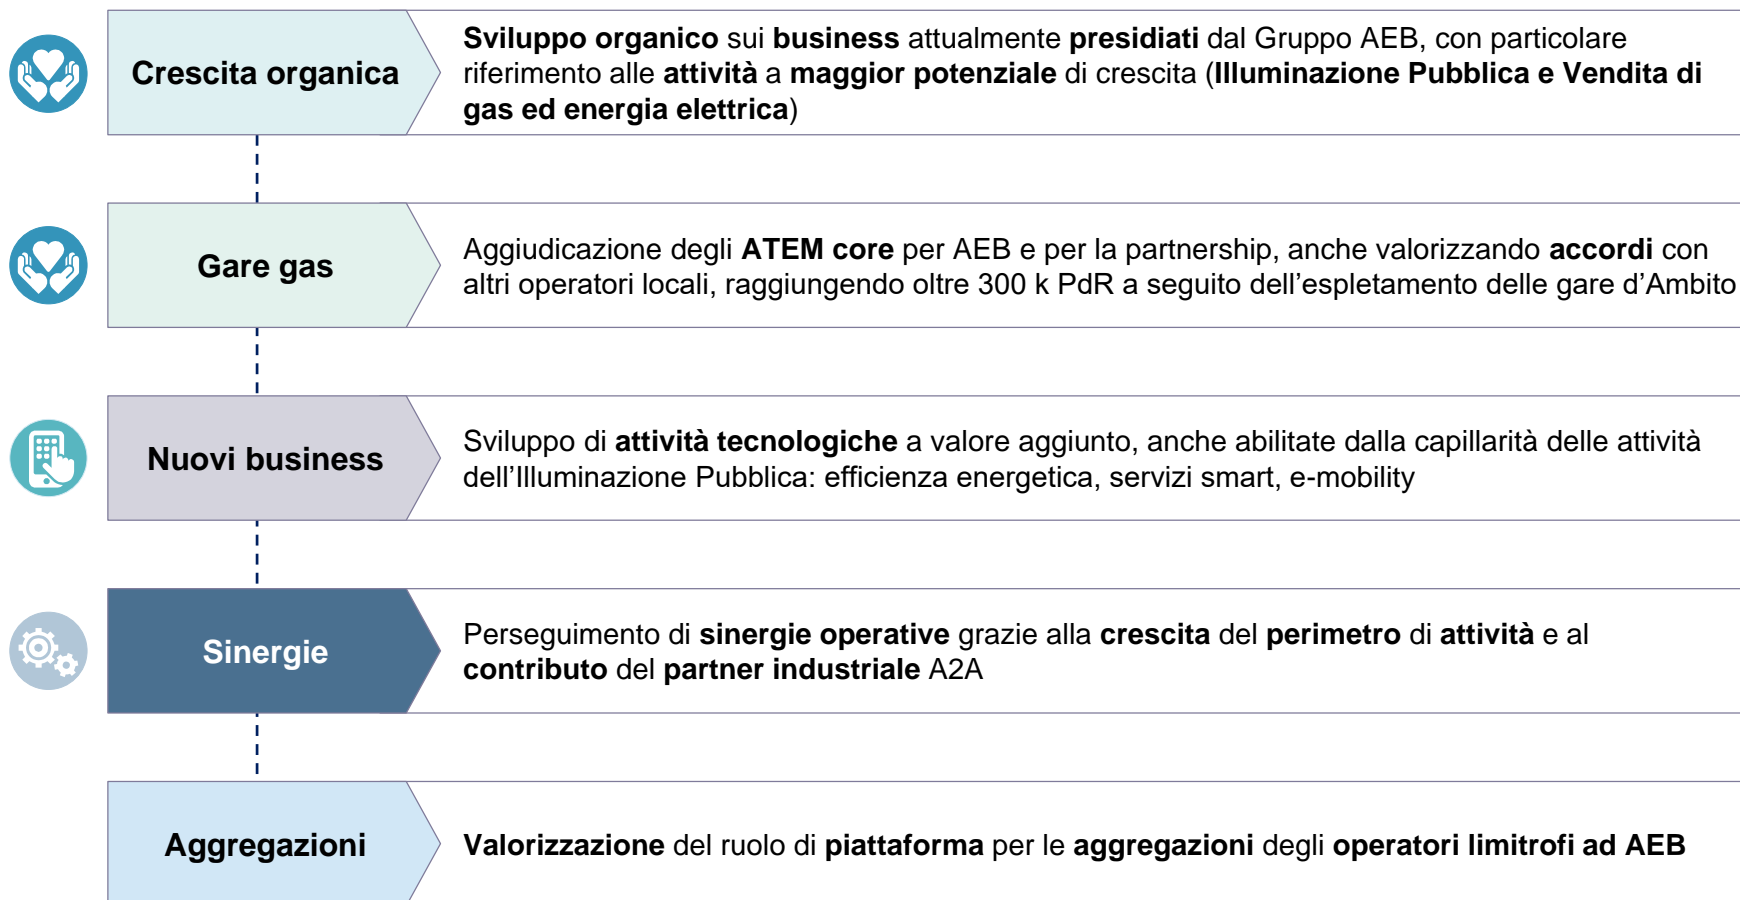 Crescita organica
Sviluppo organico sui business attualmente presidiati dal Gruppo AEB, con particolare
riferimento alle attività a maggior potenziale di crescita (Illuminazione Pubblica e Vendita di
gas ed energia elettrica)
Gare gas
Aggiudicazione degli ATEM core per AEB e per la partnership, anche valorizzando accordi con
altri operatori locali, raggiungendo oltre 300 k PdR a seguito dell’espletamento delle gare d’Ambito
Nuovi business
Sviluppo di attività tecnologiche a valore aggiunto, anche abilitate dalla capillarità delle attività
dell’Illuminazione Pubblica: efficienza energetica, servizi smart, e-mobility
Sinergie
Perseguimento di sinergie operative grazie alla crescita del perimetro di attività e al
contributo del partner industriale A2A
Aggregazioni
Valorizzazione del ruolo di piattaforma per le aggregazioni degli operatori limitrofi ad AEB